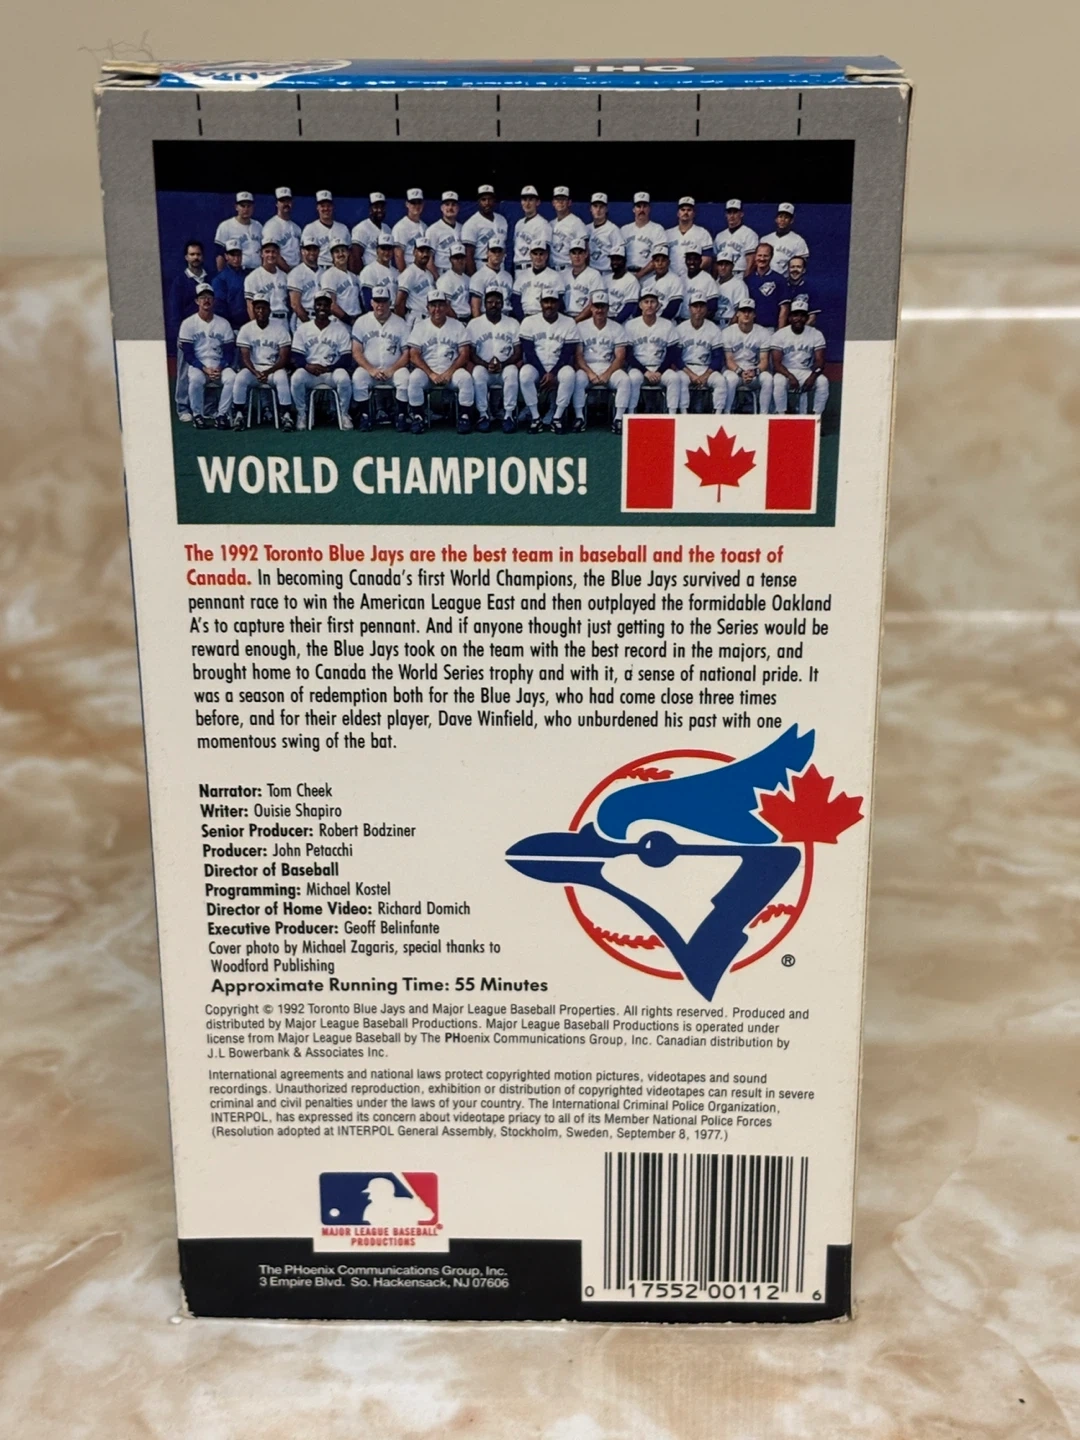 OH!
WORLD CHAMPIONS!
The 1992 Toronto Blue Jays are the best team in baseball and the toast of
Canada. In becoming Canada's first World Champions, the Blue Jays survived a tense
pennant race to win the American League East and then outplayed the formidable Oakland
A's to capture their first pennant. And if anyone thought just getting to the Series would be
reward enough, the Blue Jays took on the team with the best record in the majors, and
brought home to Canada the World Series trophy and with it, a sense of national pride. It
was a season of redemption both for the Blue Jays, who had come close three times
before, and for their eldest player, Dave Winfield, who unburdened his past with one
momentous swing of the bat.
Narrator: Tom Cheek
Writer: Ouisie Shapiro
Senior Producer: Robert Bodziner
Producer: John Petacchi
Director of Baseball
Programming: Michael Kostel
Director of Home Video: Richard Domich
Executive Producer: Geoff Belinfante
Cover photo by Michael Zagaris, special thanks to
Woodford Publishing
Approximate Running Time: 55 Minutes
®
Copyright © 1992 Toronto Blue Jays and Major League Baseball Properties. All rights reserved. Produced and
distributed by Major League Baseball Productions. Major League Baseball Productions is operated under
license from Major League Baseball by The PHoenix Communications Group, Inc. Canadian distribution by
J.L Bowerbank & Associates Inc.
International agreements and national laws protect copyrighted motion pictures, videotapes and sound
recordings. Unauthorized reproduction, exhibition or distribution of copyrighted videotapes can result in severe
criminal and civil penalties under the laws of your country. The International Criminal Police Organization,
INTERPOL, has expressed its concern about videotape priacy to all of its Member National Police Forces
(Resolution adopted at INTERPOL General Assembly, Stockholm, Sweden, September 8, 1977.)
MAJOR LEAGUE BASEBALL®
PRODUCTIONS
The PHoenix Communications Group, Inc.
3 Empire Blvd. So. Hackensack, NJ 07606
0 17552 00112 6